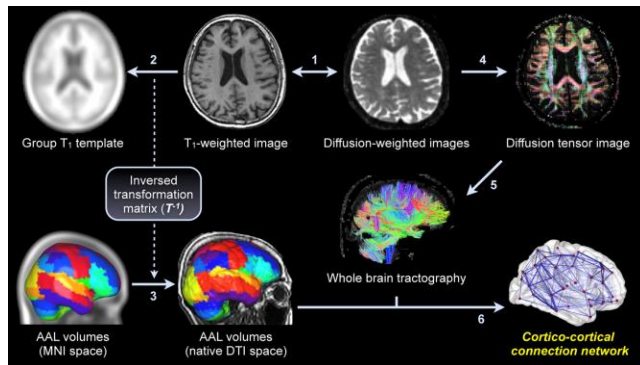 2
1
4
Group T₁ template
T₁-weighted image
Diffusion-weighted images
Diffusion tensor image
Inversed
transformation
matrix (T⁻¹)
5
Whole brain tractography
3
6
AAL volumes
(MNI space)
AAL volumes
(native DTI space)
Cortico-cortical
connection network